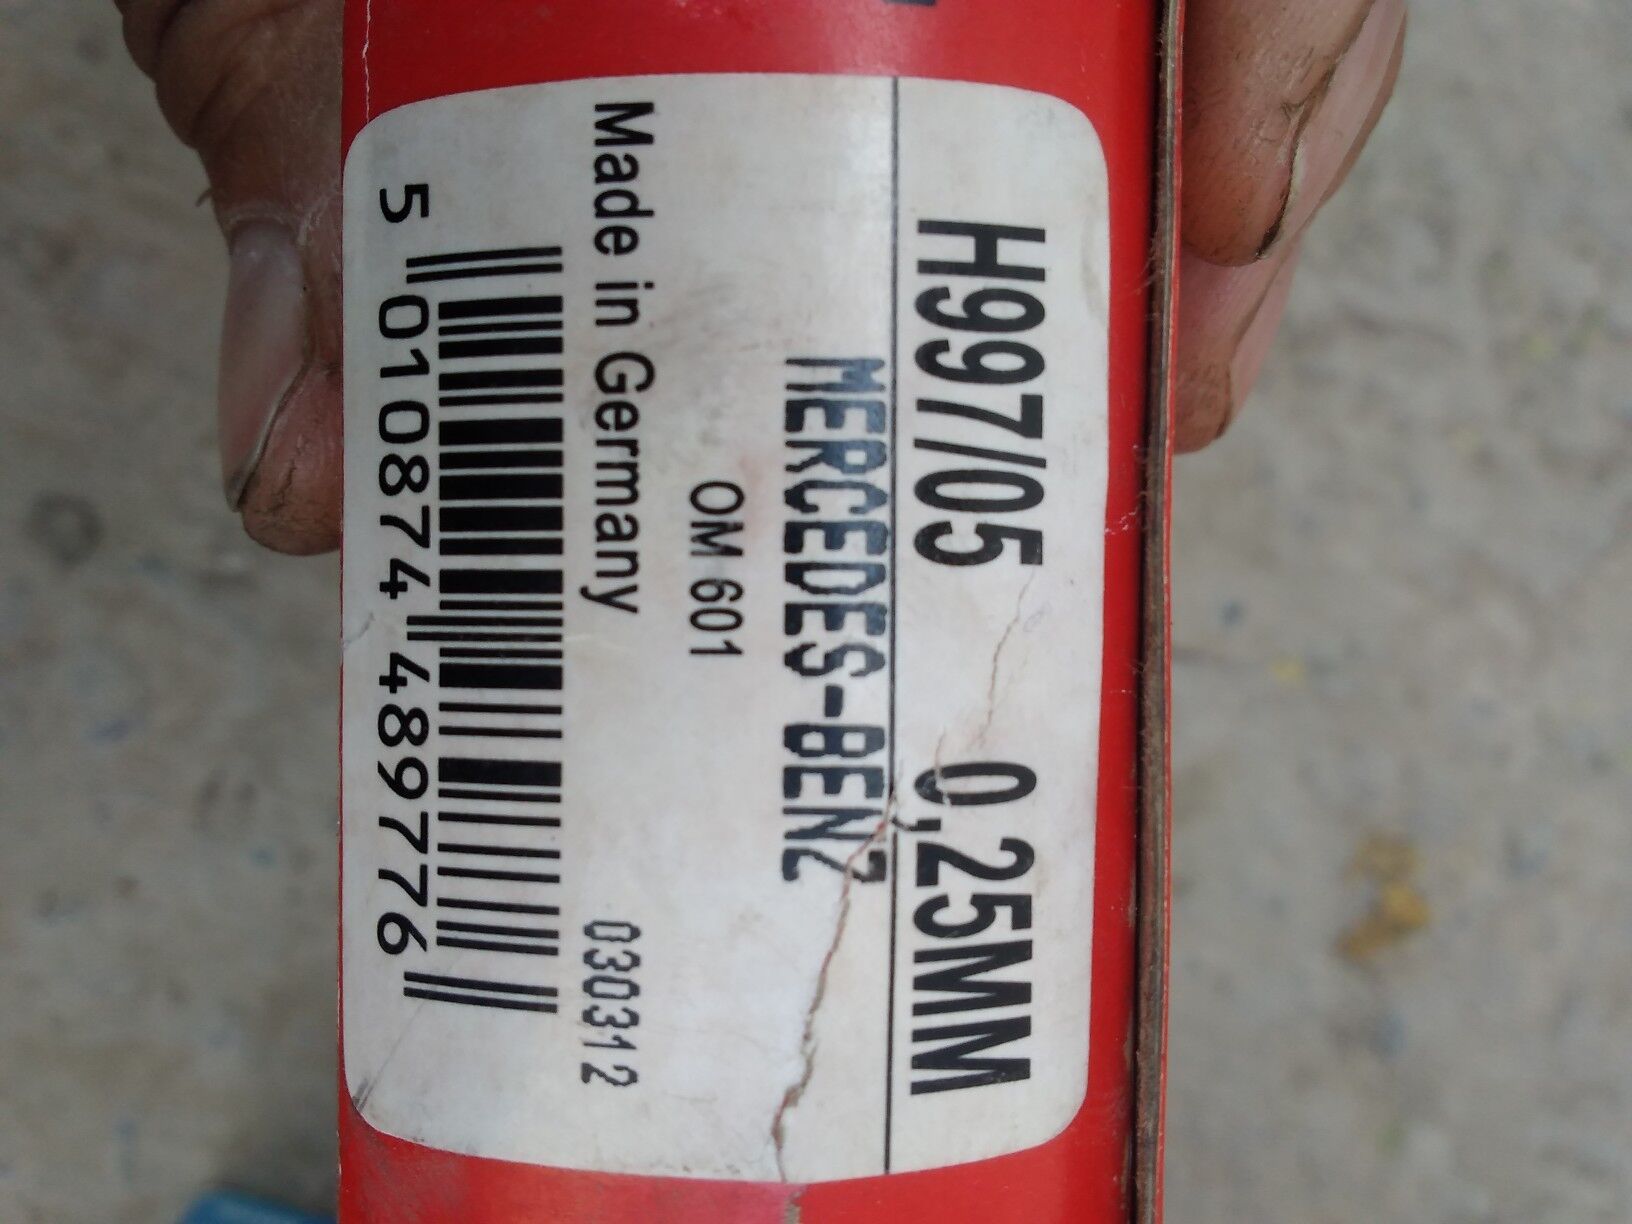 H997/05 0,25MM
MERCEDES-BENZ
OM 601
Made in Germany 030312
5 010874 489776